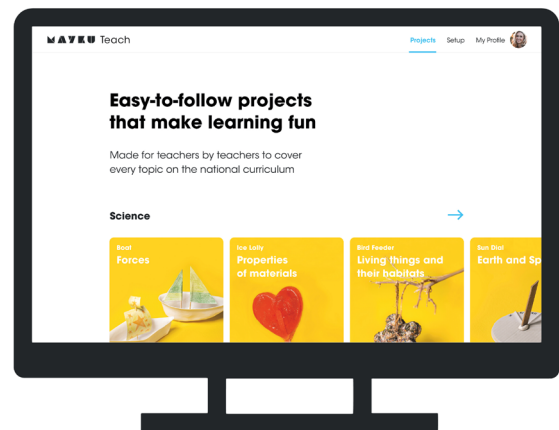 MAYKU Teach
Projects
Setup
My Profile
Easy-to-follow projects
that make learning fun
Made for teachers by teachers to cover
every topic on the national curriculum
Science
Boat
Forces
Ice Lolly
Properties
of materials
Bird Feeder
Living things and
their habitats
Sun Dial
Earth and Sp